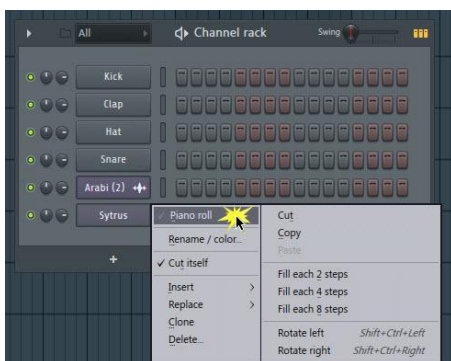 All
Channel rack
Swing
Kick
Clap
Hat
Snare
Arabi (2)
Sytrus
+
Piano roll
Rename / color...
Cut itself
Insert
Replace
Clone
Delete...
Cut
Copy
Paste
Fill each 2 steps
Fill each 4 steps
Fill each 8 steps
Rotate left Shift+Ctrl+Left
Rotate right Shift+Ctrl+Right